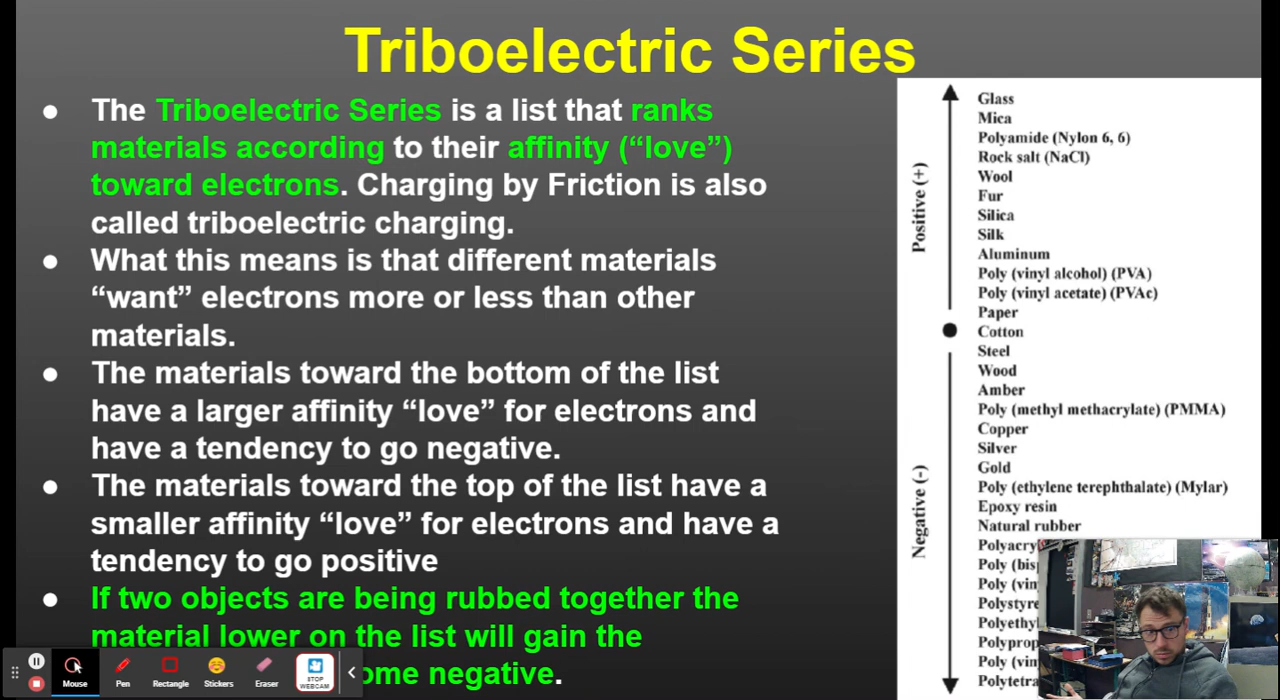 Triboelectric Series
● The Triboelectric Series is a list that ranks
materials according to their affinity (“love”)
toward electrons. Charging by Friction is also
called triboelectric charging.
● What this means is that different materials
“want” electrons more or less than other
materials.
● The materials toward the bottom of the list
have a larger affinity “love” for electrons and
have a tendency to go negative.
● The materials toward the top of the list have a
smaller affinity “love” for electrons and have a
tendency to go positive
● If two objects are being rubbed together the
material lower on the list will gain the
ome negative.
Positive (+)
Negative (-)
Glass
Mica
Polyamide (Nylon 6, 6)
Rock salt (NaCl)
Wool
Fur
Silica
Silk
Aluminum
Poly (vinyl alcohol) (PVA)
Poly (vinyl acetate) (PVAc)
Paper
Cotton
Steel
Wood
Amber
Poly (methyl methacrylate) (PMMA)
Copper
Silver
Gold
Poly (ethylene terephthalate) (Mylar)
Epoxy resin
Natural rubber
Polyacry
Poly (bis
Poly (vin
Polystyre
Polyethyl
Polyprop
Poly (vin
Polytetra
Mouse
Pen
Rectangle
Stickers
Eraser
STOP
WEBCAM